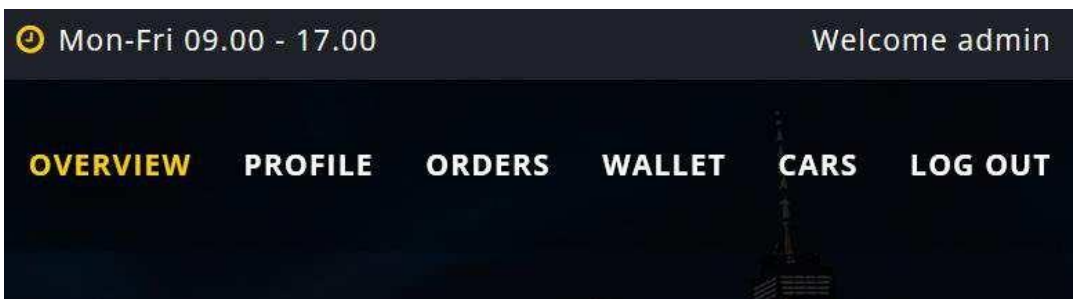 Mon-Fri 09.00 - 17.00 Welcome admin
OVERVIEW PROFILE ORDERS WALLET CARS LOG OUT